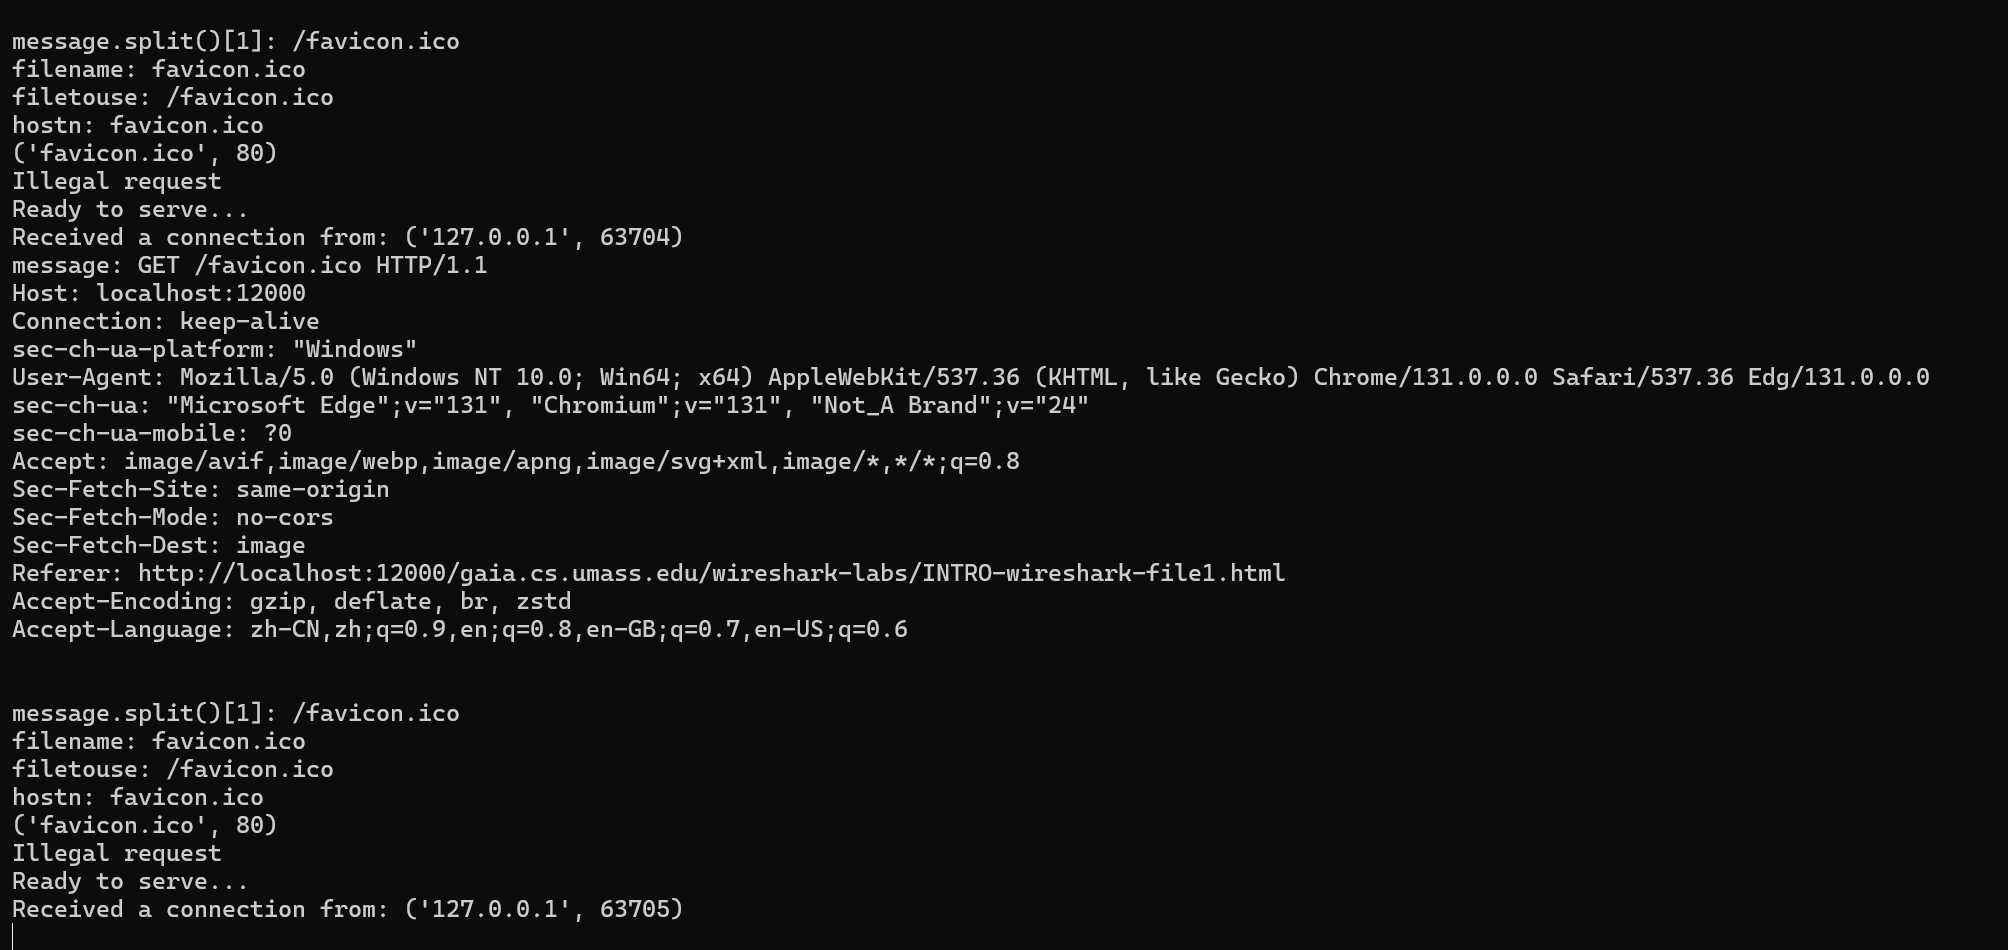 message.split()[1]: /favicon.ico
filename: favicon.ico
filetouse: /favicon.ico
hostn: favicon.ico
('favicon.ico', 80)
Illegal request
Ready to serve...
Received a connection from: ('127.0.0.1', 63704)
message: GET /favicon.ico HTTP/1.1
Host: localhost:12000
Connection: keep-alive
sec-ch-ua-platform: "Windows"
User-Agent: Mozilla/5.0 (Windows NT 10.0; Win64; x64) AppleWebKit/537.36 (KHTML, like Gecko) Chrome/131.0.0.0 Safari/537.36 Edg/131.0.0.0
sec-ch-ua: "Microsoft Edge";v="131", "Chromium";v="131", "Not_A Brand";v="24"
sec-ch-ua-mobile: ?0
Accept: image/avif,image/webp,image/apng,image/svg+xml,image/*,*/*;q=0.8
Sec-Fetch-Site: same-origin
Sec-Fetch-Mode: no-cors
Sec-Fetch-Dest: image
Referer: http://localhost:12000/gaia.cs.umass.edu/wireshark-labs/INTRO-wireshark-file1.html
Accept-Encoding: gzip, deflate, br, zstd
Accept-Language: zh-CN,zh;q=0.9,en;q=0.8,en-GB;q=0.7,en-US;q=0.6
message.split()[1]: /favicon.ico
filename: favicon.ico
filetouse: /favicon.ico
hostn: favicon.ico
('favicon.ico', 80)
Illegal request
Ready to serve...
Received a connection from: ('127.0.0.1', 63705)